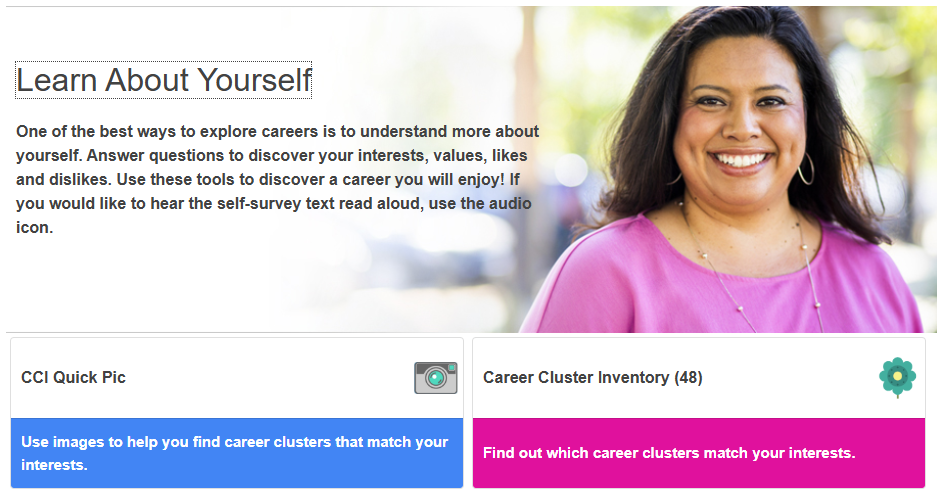 Learn About Yourself
One of the best ways to explore careers is to understand more about
yourself. Answer questions to discover your interests, values, likes
and dislikes. Use these tools to discover a career you will enjoy! If
you would like to hear the self-survey text read aloud, use the audio
icon.
CCI Quick Pic
Use images to help you find career clusters that match your
interests.
Career Cluster Inventory (48)
Find out which career clusters match your interests.